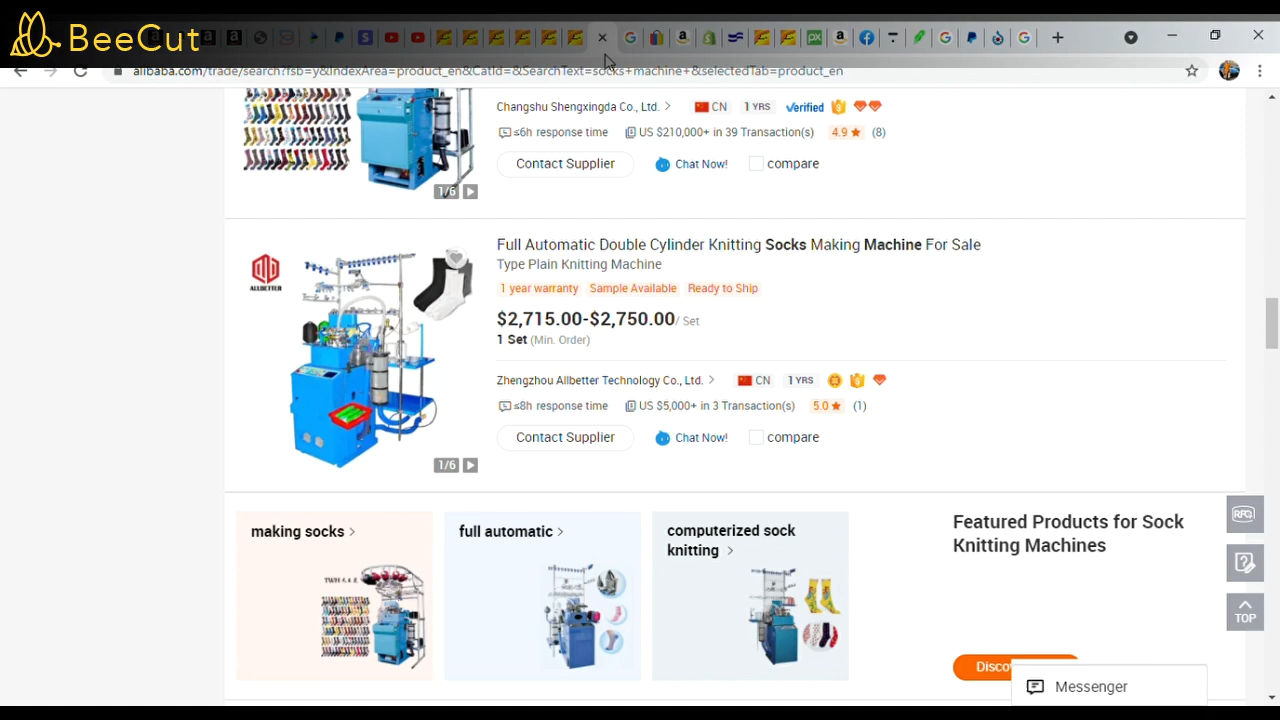 BeeCut
alibaba.com/trade/search?fsb=y&IndexArea=product_en&CatId=&SearchText=socks+machine+&selectedTab=product_en
Changshu Shengxingda Co., Ltd. > CN 1 YRS Verified
≤6h response time US $210,000+ in 39 Transaction(s) 4.9 ★ (8)
Contact Supplier Chat Now! compare
1/6
Full Automatic Double Cylinder Knitting Socks Making Machine For Sale
Type Plain Knitting Machine
ALLBETTER
1 year warranty Sample Available Ready to Ship
$2,715.00-$2,750.00/ Set
1 Set (Min. Order)
Zhengzhou Allbetter Technology Co., Ltd. > CN 1 YRS
≤8h response time US $5,000+ in 3 Transaction(s) 5.0 ★ (1)
Contact Supplier Chat Now! compare
1/6
making socks >
full automatic >
computerized sock
knitting >
Featured Products for Sock
Knitting Machines
RFQ
TOP
Disco
Messenger